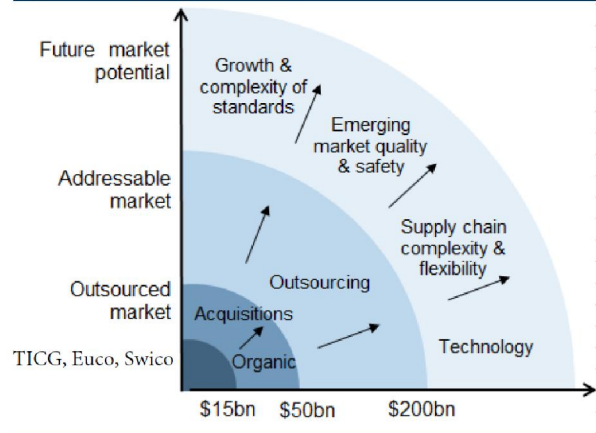 Future market
potential
Growth &
complexity of
standards
Emerging
market quality
& safety
Addressable
market
Supply chain
complexity &
flexibility
Outsourcing
Outsourced
market
Acquisitions
Technology
TICG, Euco, Swico
Organic
$15bn
$50bn
$200bn